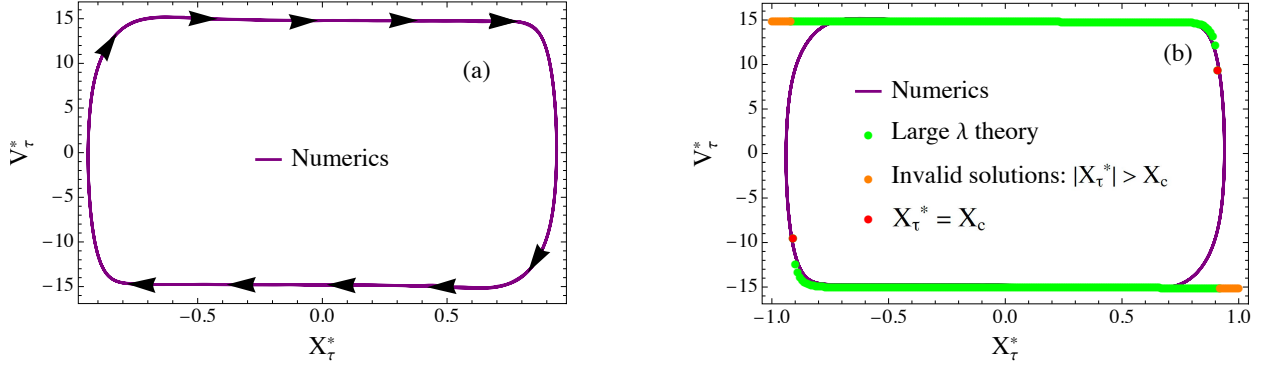 (a)
15
10
5
0
−5
−10
−15
V*τ
Numerics
−0.5 0.0 0.5
X*τ
(b)
15
10
5
0
−5
−10
−15
V*τ
Numerics
Large λ theory
Invalid solutions: |Xτ*| > Xc
Xτ* = Xc
−1.0 −0.5 0.0 0.5 1.0
X*τ